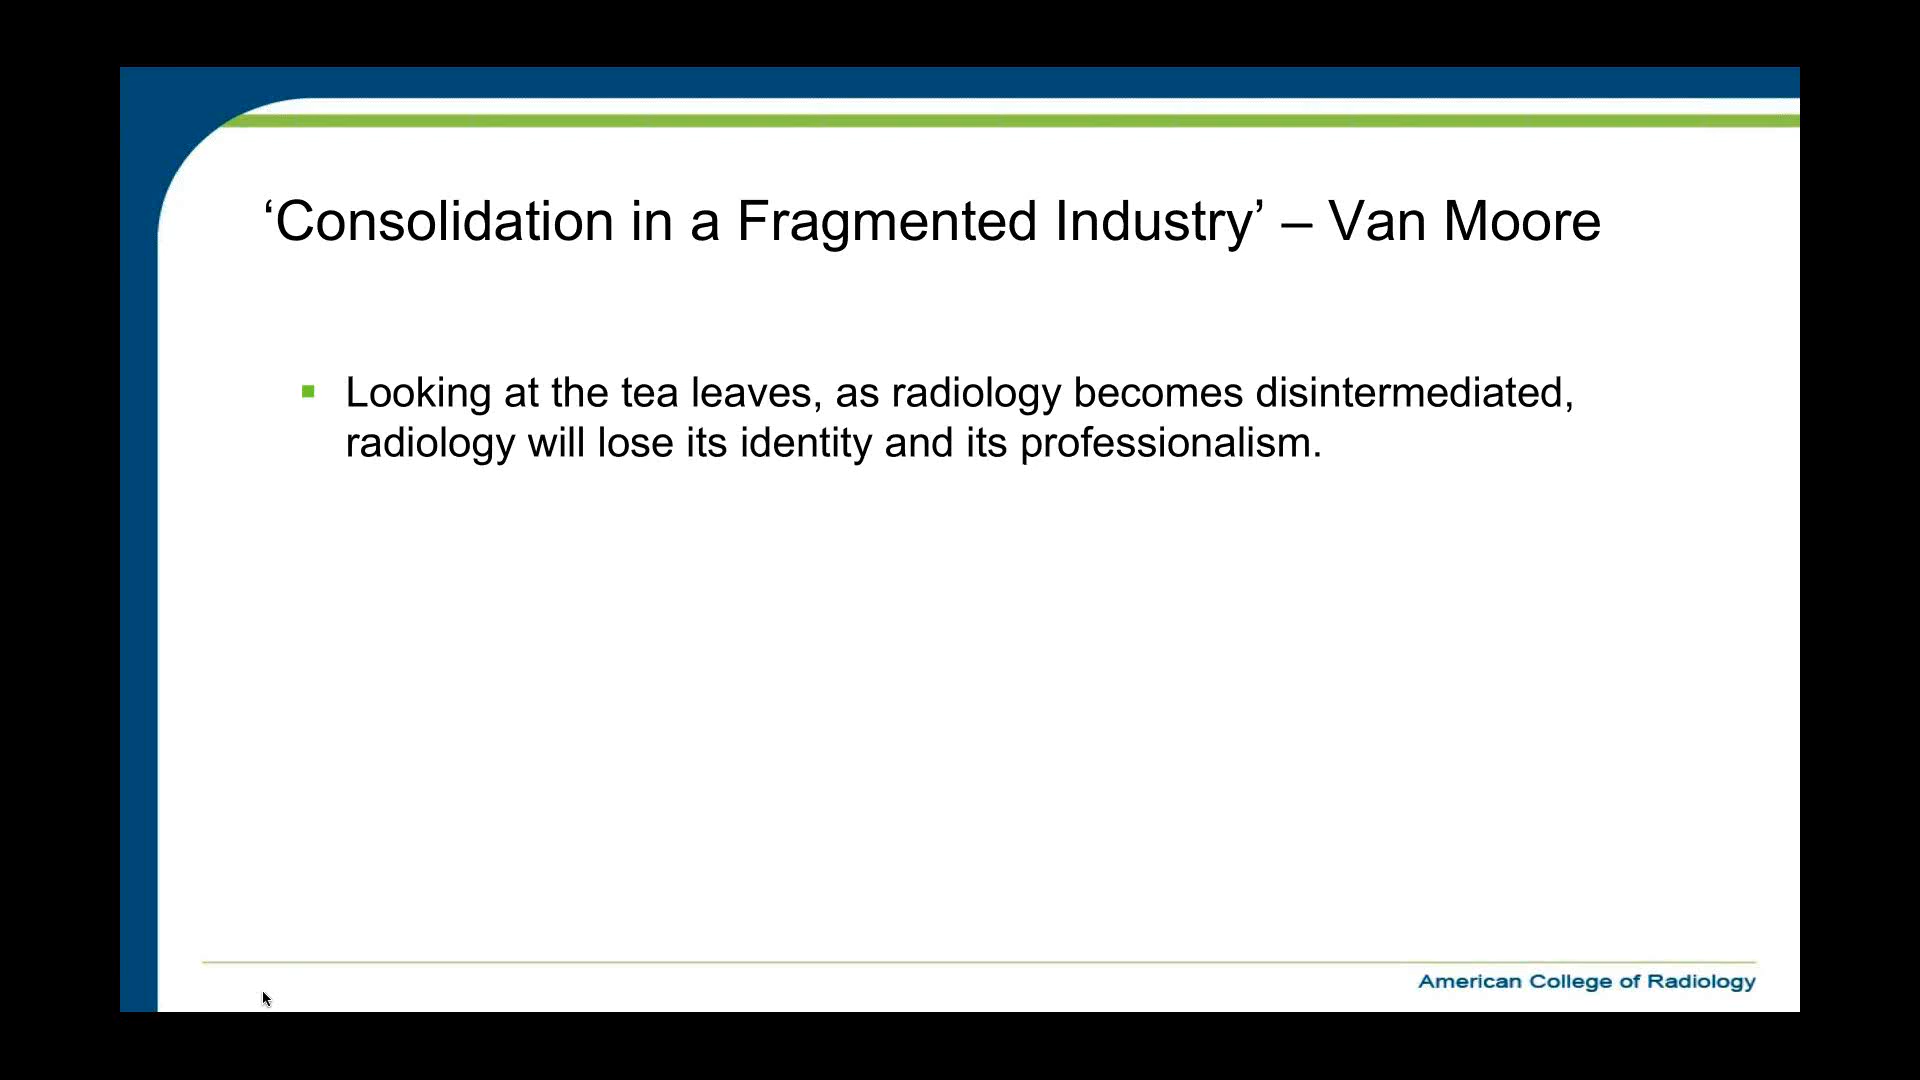 ‘Consolidation in a Fragmented Industry’ – Van Moore
Looking at the tea leaves, as radiology becomes disintermediated,
radiology will lose its identity and its professionalism.
American College of Radiology